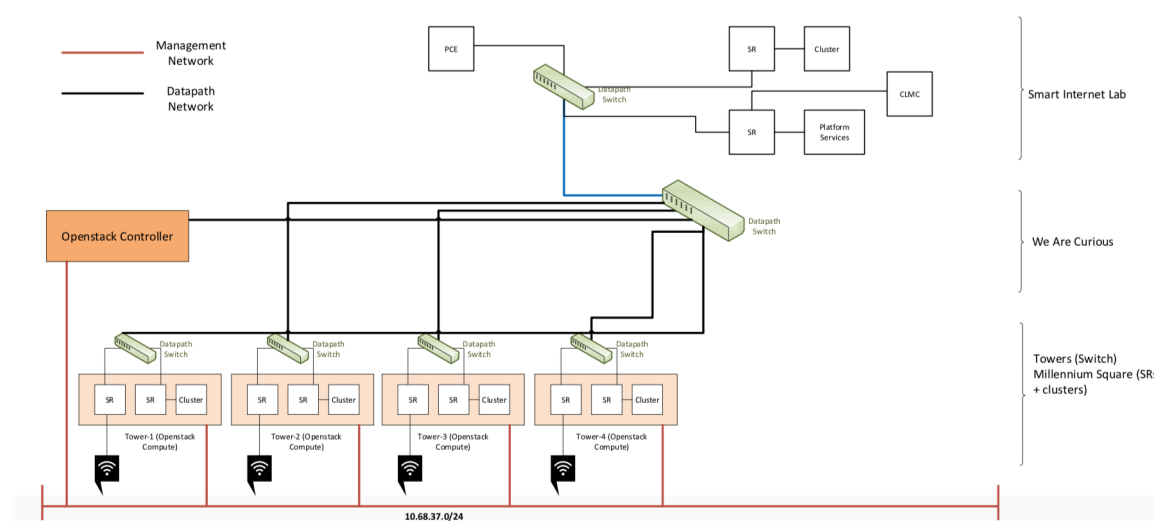 Management
Network
Datapath
Network
PCE
Datapath
Switch
SR
Cluster
CLMC
SR
Platform
Services
Smart Internet Lab
Datapath
Switch
We Are Curious
Openstack Controller
Datapath
Switch
Datapath
Switch
Datapath
Switch
Datapath
Switch
SR
SR
Cluster
SR
SR
Cluster
SR
SR
Cluster
SR
SR
Cluster
Tower-1 (Openstack
Compute)
Tower-2 (Openstack
Compute)
Tower-3 (Openstack
Compute)
Tower-4 (Openstack
Compute)
Towers (Switch)
Millennium Square (SRs
+ clusters)
10.68.37.0/24